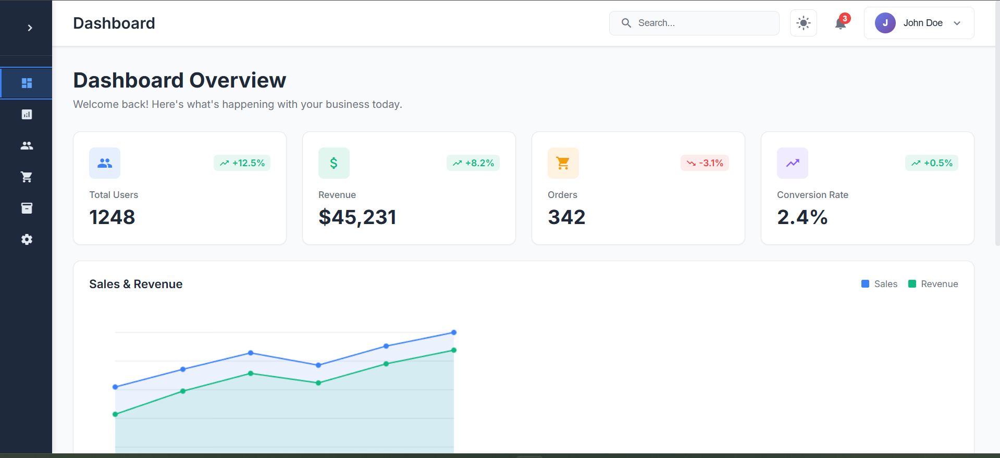 Dashboard
Search...
3
J
John Doe
Dashboard Overview
Welcome back! Here's what's happening with your business today.
+12.5%
Total Users
1248
$
+8.2%
Revenue
$45,231
-3.1%
Orders
342
+0.5%
Conversion Rate
2.4%
Sales & Revenue
Sales
Revenue